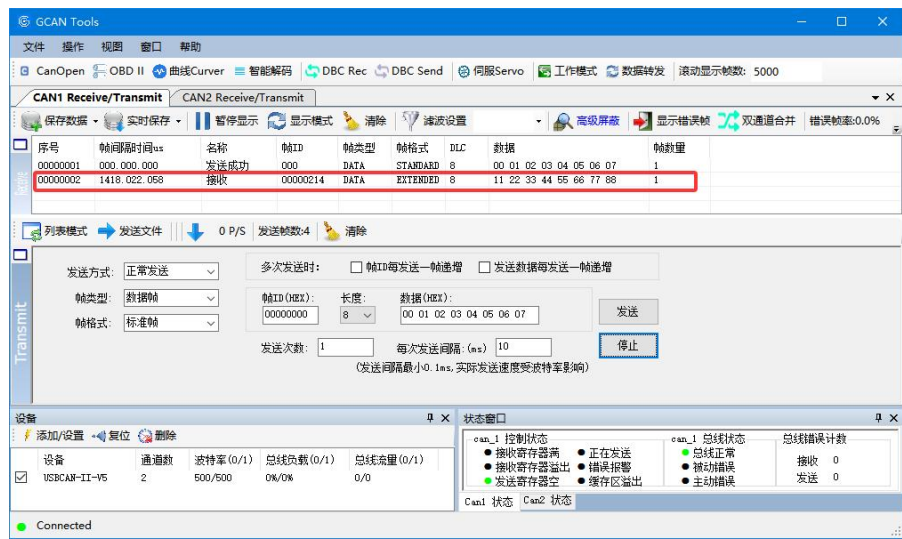 GCAN Tools
文件 操作 视图 窗口 帮助
CanOpen OBD II 曲线Curver 智能解码 DBC Rec DBC Send 伺服Servo 工作模式 数据转发 滚动显示帧数: 5000
CAN1 Receive/Transmit CAN2 Receive/Transmit
保存数据 实时保存 暂停显示 显示模式 清除 滤波设置 高级屏蔽 显示错误帧 双通道合并 错误帧率:0.0%
序号 帧间隔时间us 名称 帧ID 帧类型 帧格式 DLC 数据 帧数量
00000001 000.000.000 发送成功 000 DATA STANDARD 8 00 01 02 03 04 05 06 07 1
00000002 1418.022.058 接收 00000214 DATA EXTENDED 8 11 22 33 44 55 66 77 88 1
Receive
列表模式 发送文件 0 P/S 发送帧数:4 清除
发送方式: 正常发送 多次发送时: 帧ID每发送一帧递增 发送数据每发送一帧递增
帧类型: 数据帧 帧ID(HEX): 长度: 数据(HEX):
00000000 8 00 01 02 03 04 05 06 07 发送
帧格式: 标准帧
发送次数: 1 每次发送间隔:(ms) 10 停止
(发送间隔最小0.1ms,实际发送速度受波特率影响)
Transmit
设备
添加/设置 复位 删除
设备 通道数 波特率(0/1) 总线负载(0/1) 总线流量(0/1)
USBCAN-II-V5 2 500/500 0%/0% 0/0
状态窗口
can_1 控制状态 can_1 总线状态 总线错误计数
接收寄存器满 正在发送 总线正常 接收 0
接收寄存器溢出 错误报警 被动错误
发送寄存器空 缓存区溢出 主动错误 发送 0
Can1 状态 Can2 状态
Connected